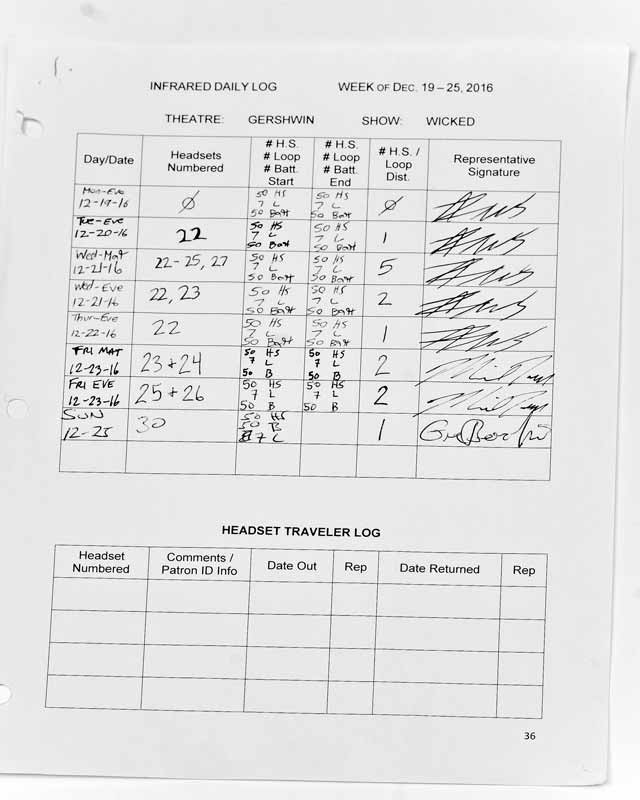 INFRARED DAILY LOG WEEK OF DEC. 19 – 25, 2016
THEATRE: GERSHWIN SHOW: WICKED
Day/Date Headsets Numbered # H.S. # Loop # Batt. Start # H.S. # Loop # Batt. End # H.S. / Loop Dist. Representative Signature
Mon-Eve 12-19-16 Ø 50 HS 7 L 50 Batt 50 HS 7 L 50 Batt Ø
Tue-Eve 12-20-16 22 50 HS 7 L 50 Batt 50 HS 7 L 50 Batt 1
Wed-Mat 12-21-16 22-25, 27 50 HS 7 L 50 Batt 50 HS 7 L 50 Batt 5
Wed-Eve 12-21-16 22, 23 50 HS 7 L 50 Batt 50 HS 7 L 50 Batt 2
Thur-Eve 12-22-16 22 50 HS 7 L 50 Batt 50 HS 7 L 50 Batt 1
FRI MAT 12-23-16 23 + 24 50 HS 7 L 50 B 50 HS 7 L 50 B 2
FRI EVE 12-23-16 25 + 26 50 HS 7 L 50 B 50 HS 7 L 50 B 2
SUN 12-25 30 50 HS 50 B 7 L 1
HEADSET TRAVELER LOG
Headset Numbered Comments / Patron ID Info Date Out Rep Date Returned Rep
36